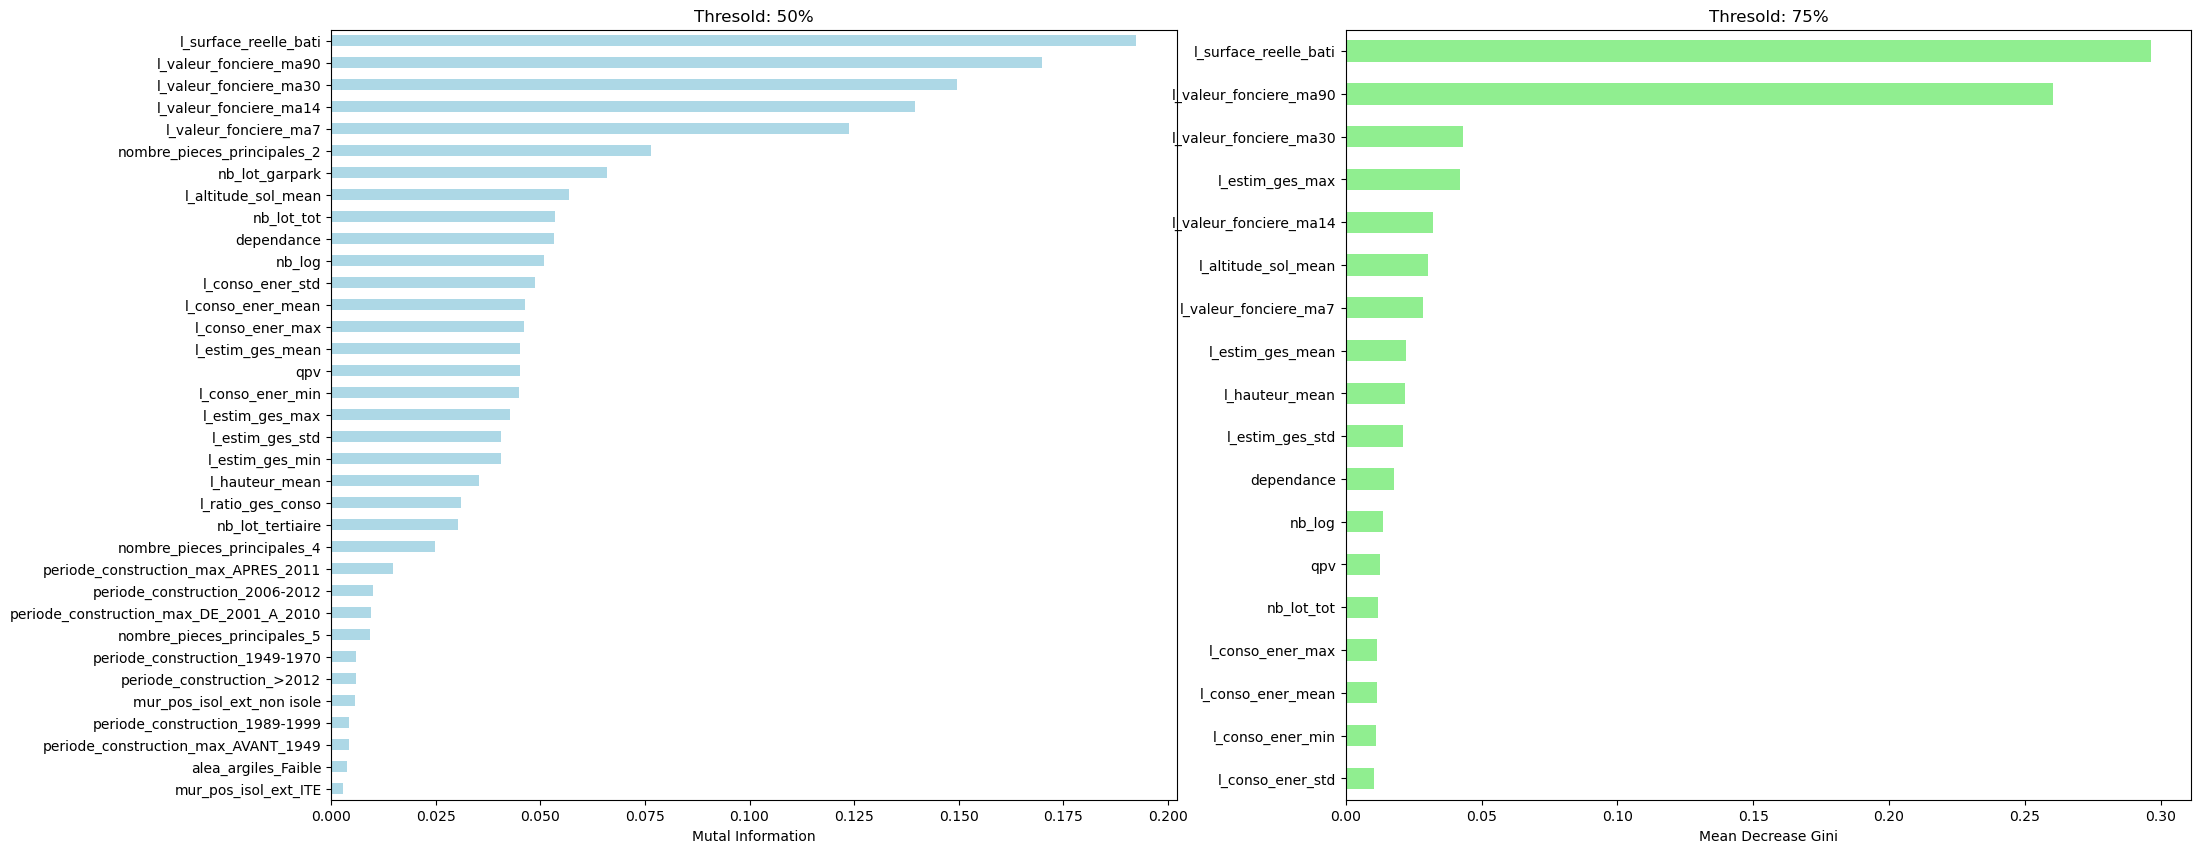 Thresold: 50%
l_surface_reelle_bati
l_valeur_fonciere_ma90
l_valeur_fonciere_ma30
l_valeur_fonciere_ma14
l_valeur_fonciere_ma7
nombre_pieces_principales_2
nb_lot_garpark
l_altitude_sol_mean
nb_lot_tot
dependance
nb_log
l_conso_ener_std
l_conso_ener_mean
l_conso_ener_max
l_estim_ges_mean
qpv
l_conso_ener_min
l_estim_ges_max
l_estim_ges_std
l_estim_ges_min
l_hauteur_mean
l_ratio_ges_conso
nb_lot_tertiaire
nombre_pieces_principales_4
periode_construction_max_APRES_2011
periode_construction_2006-2012
periode_construction_max_DE_2001_A_2010
nombre_pieces_principales_5
periode_construction_1949-1970
periode_construction_>2012
mur_pos_isol_ext_non isole
periode_construction_1989-1999
periode_construction_max_AVANT_1949
alea_argiles_Faible
mur_pos_isol_ext_ITE
0.000 0.025 0.050 0.075 0.100 0.125 0.150 0.175 0.200
Mutal Information
Thresold: 75%
l_surface_reelle_bati
l_valeur_fonciere_ma90
l_valeur_fonciere_ma30
l_estim_ges_max
l_valeur_fonciere_ma14
l_altitude_sol_mean
l_valeur_fonciere_ma7
l_estim_ges_mean
l_hauteur_mean
l_estim_ges_std
dependance
nb_log
qpv
nb_lot_tot
l_conso_ener_max
l_conso_ener_mean
l_conso_ener_min
l_conso_ener_std
0.00 0.05 0.10 0.15 0.20 0.25 0.30
Mean Decrease Gini